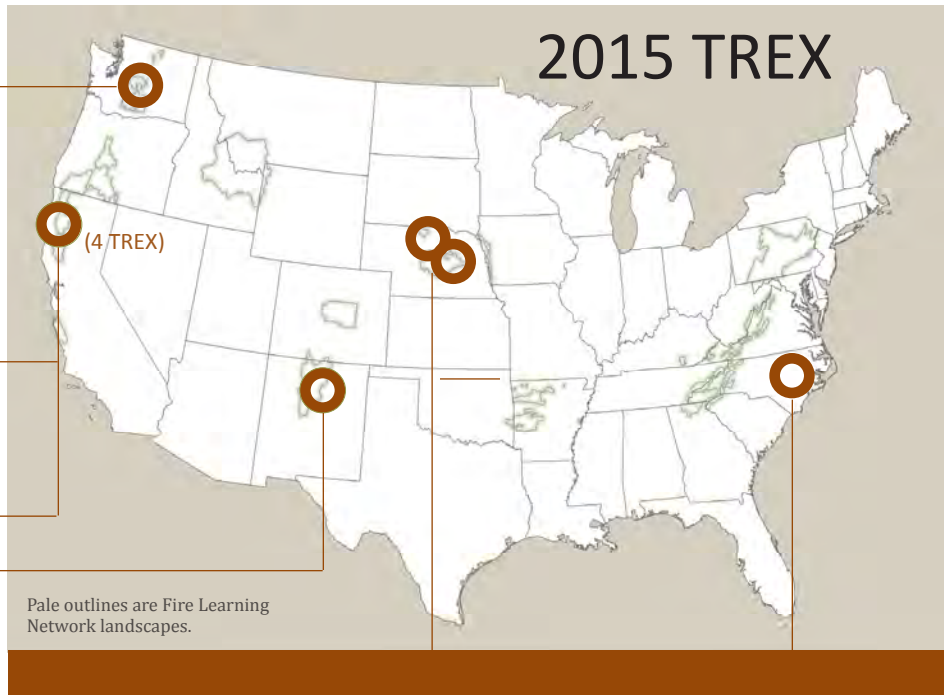 2015 TREX
(4 TREX)
Pale outlines are Fire Learning
Network landscapes.